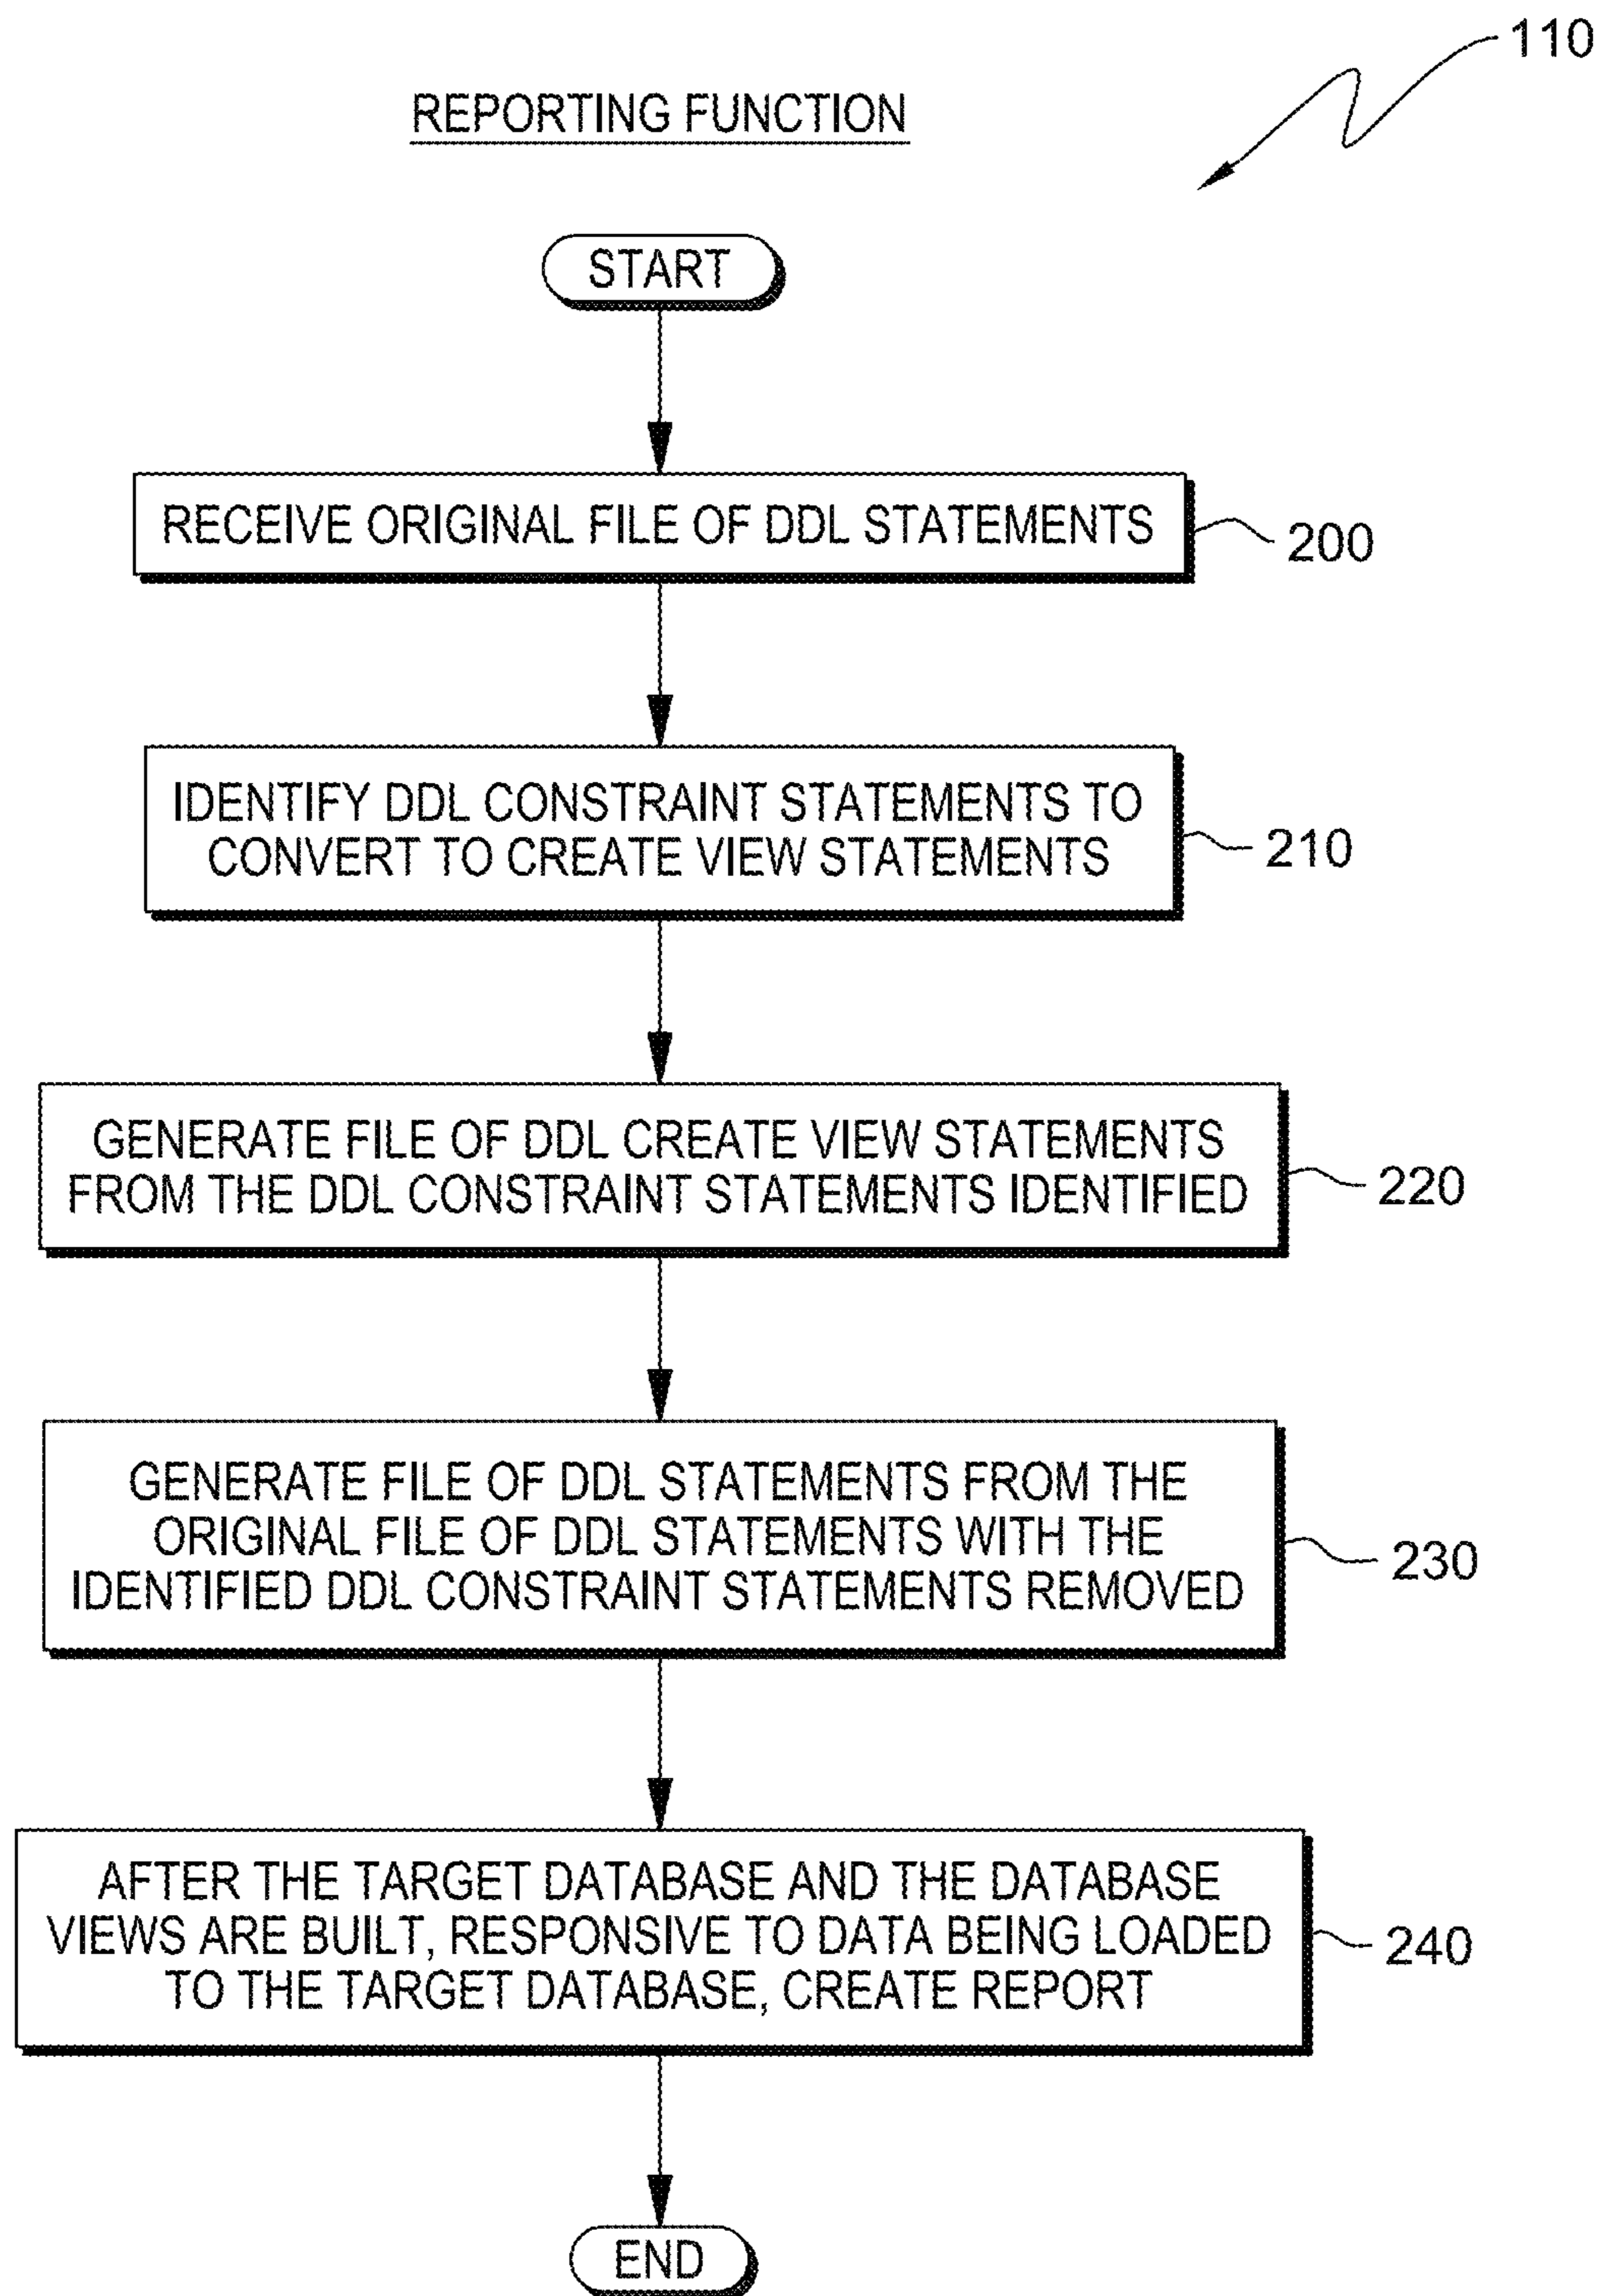 110
REPORTING FUNCTION
START
RECEIVE ORIGINAL FILE OF DDL STATEMENTS
200
IDENTIFY DDL CONSTRAINT STATEMENTS TO
CONVERT TO CREATE VIEW STATEMENTS
210
GENERATE FILE OF DDL CREATE VIEW STATEMENTS
FROM THE DDL CONSTRAINT STATEMENTS IDENTIFIED
220
GENERATE FILE OF DDL STATEMENTS FROM THE
ORIGINAL FILE OF DDL STATEMENTS WITH THE
IDENTIFIED DDL CONSTRAINT STATEMENTS REMOVED
230
AFTER THE TARGET DATABASE AND THE DATABASE
VIEWS ARE BUILT, RESPONSIVE TO DATA BEING LOADED
TO THE TARGET DATABASE, CREATE REPORT
240
END